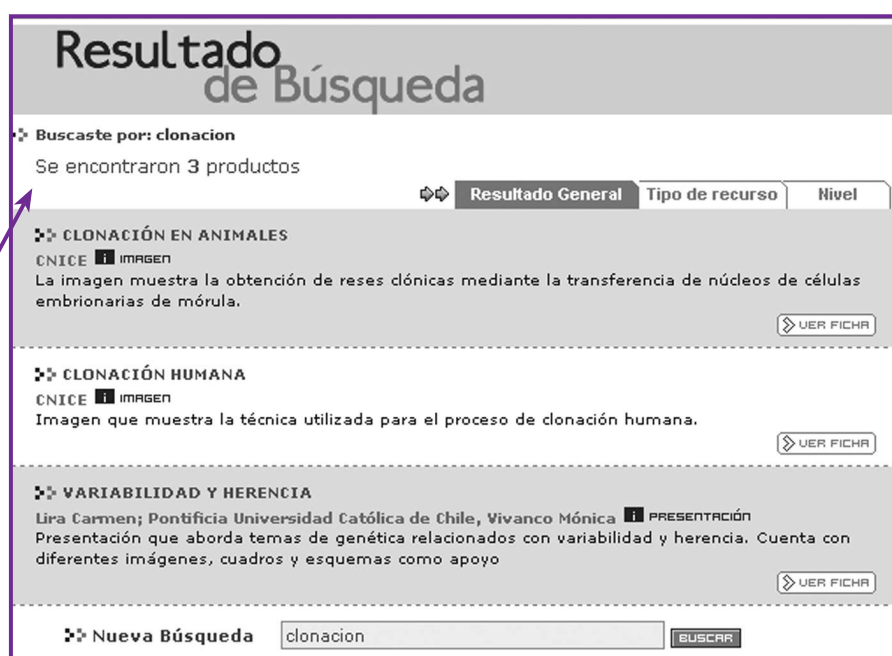 Resultado
de Búsqueda
Buscaste por: clonacion
Se encontraron 3 productos
Resultado General Tipo de recurso Nivel
CLONACIÓN EN ANIMALES
CNICE i IMAGEN
La imagen muestra la obtención de reses clónicas mediante la transferencia de núcleos de células
embrionarias de mórula.
VER FICHA
CLONACIÓN HUMANA
CNICE i IMAGEN
Imagen que muestra la técnica utilizada para el proceso de clonación humana.
VER FICHA
VARIABILIDAD Y HERENCIA
Lira Carmen; Pontificia Universidad Católica de Chile, Vivanco Mónica i PRESENTACIÓN
Presentación que aborda temas de genética relacionados con variabilidad y herencia. Cuenta con
diferentes imágenes, cuadros y esquemas como apoyo
VER FICHA
Nueva Búsqueda clonacion BUSCAR